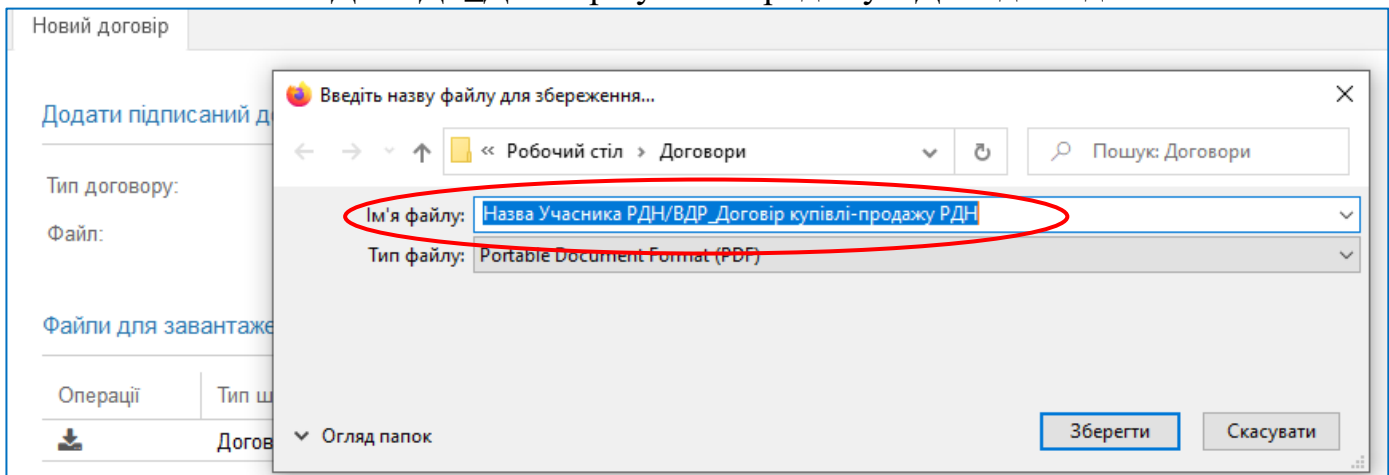 Новий договір
Введіть назву файлу для збереження...
Додати підписаний д
« Робочий стіл › Договори
Пошук: Договори
Тип договору:
Ім'я файлу: Назва Учасника РДН/ВДР_Договір купівлі-продажу РДН
Файл:
Тип файлу: Portable Document Format (PDF)
Файли для завантаже
Операції Тип ш
Догов
Огляд папок
Зберегти Скасувати